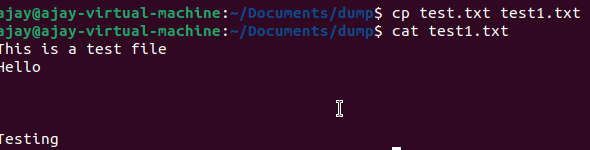 ajay@ajay-virtual-machine:~/Documents/dump$ cp test.txt test1.txt
ajay@ajay-virtual-machine:~/Documents/dump$ cat test1.txt
This is a test file
Hello
Testing